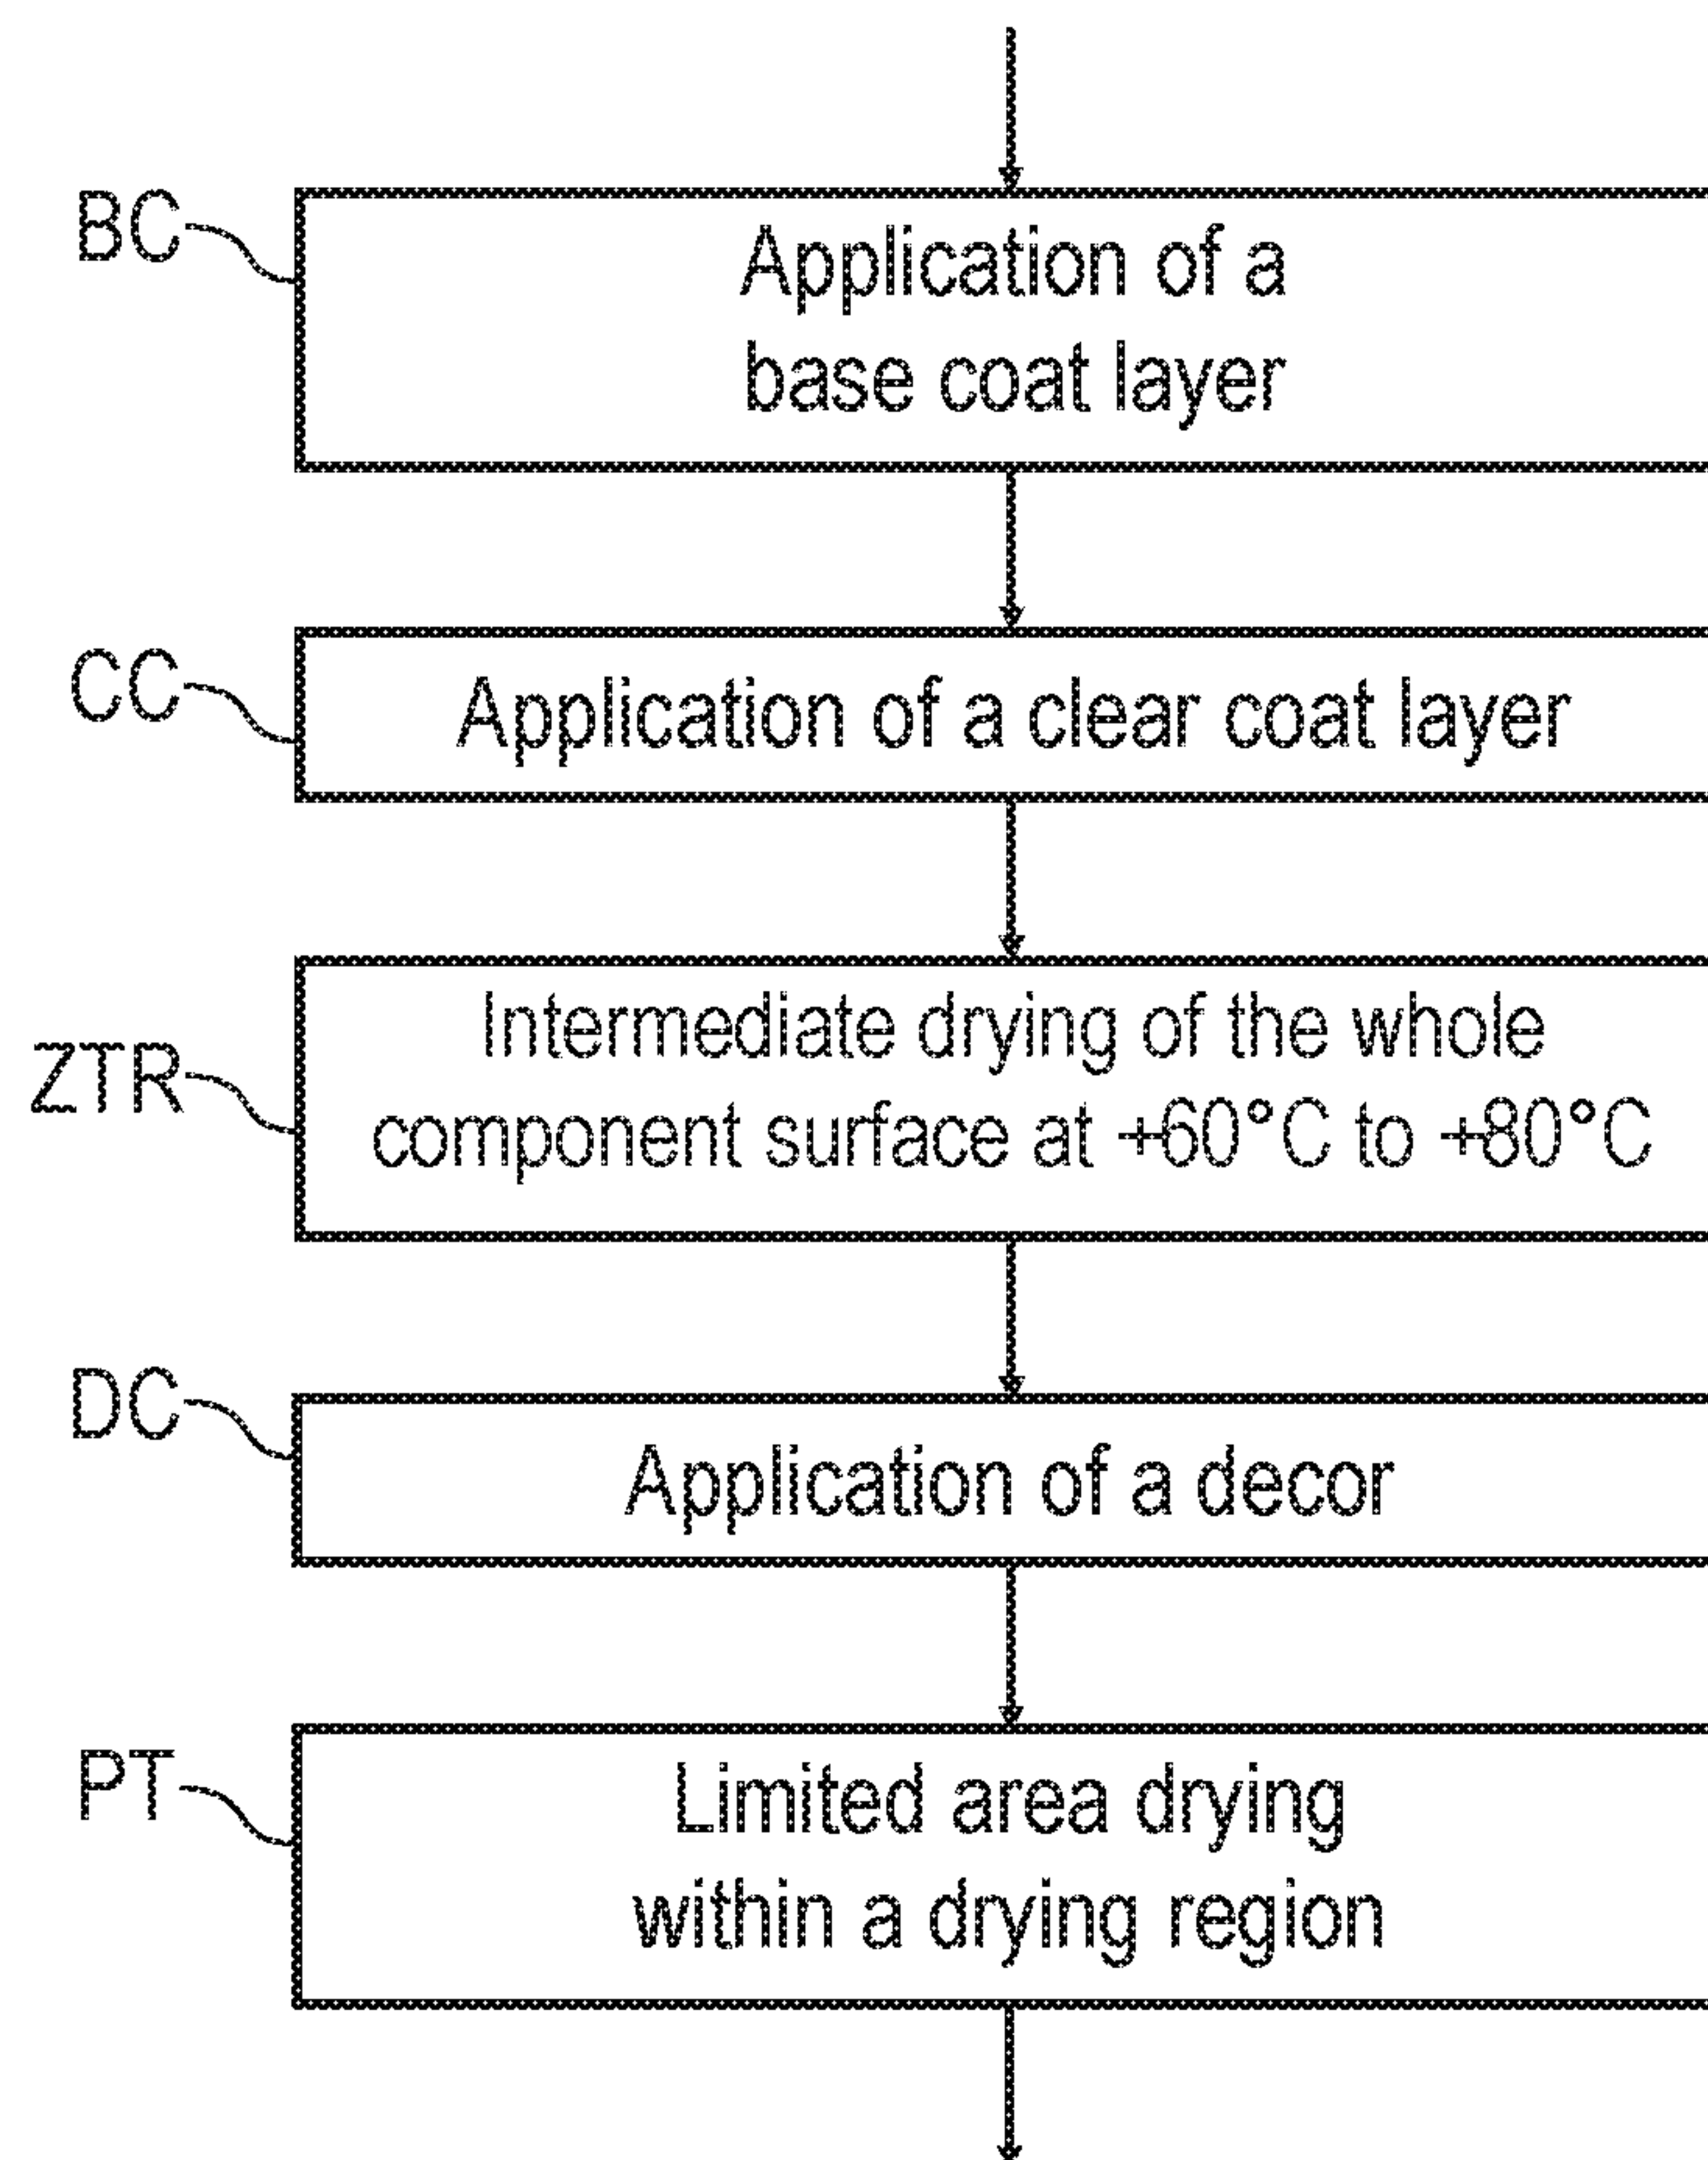 BC
Application of a
base coat layer
CC
Application of a clear coat layer
ZTR
Intermediate drying of the whole
component surface at +60°C to +80°C
DC
Application of a decor
PT
Limited area drying
within a drying region